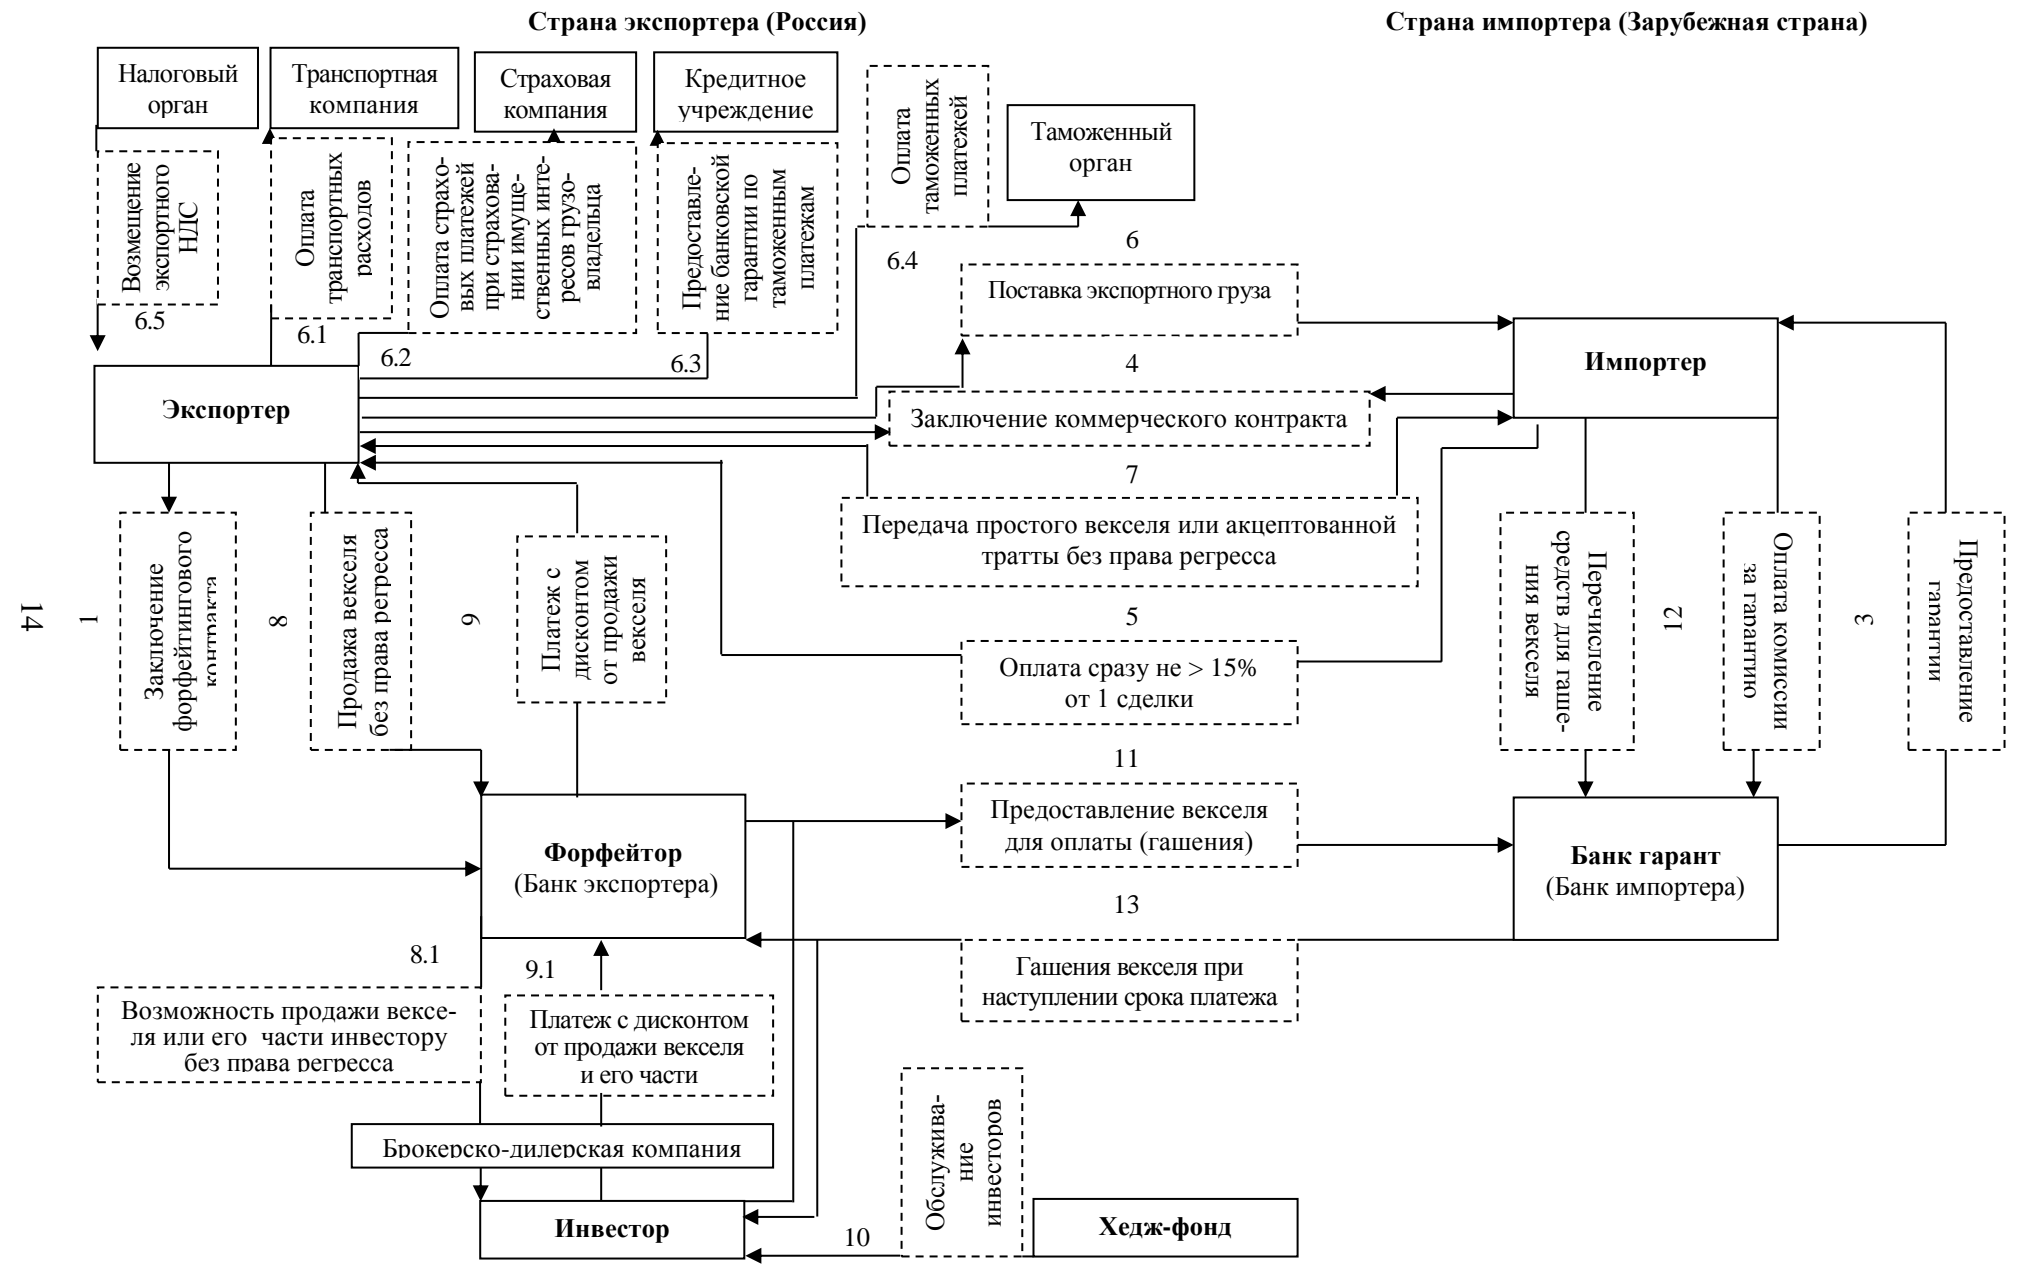 Страна экспортера (Россия)
Страна импортера (Зарубежная страна)
Налоговый
орган
Транспортная
компания
Страховая
компания
Кредитное
учреждение
Оплата
таможенных
платежей
Таможенный
орган
Возмещение
экспортного
НДС
Оплата
транспортных
расходов
Оплата страхо-
вых платежей
при страхова-
нии имуще-
ственных инте-
ресов грузо-
владельца
Предоставле-
ние банковской
гарантии по
таможенным
платежам
6.5
6.1
6.2
6.3
6.4
6
Поставка экспортного груза
4
Экспортер
Заключение коммерческого контракта
Импортер
7
Передача простого векселя или акцептованной
тратты без права регресса
14
1
Заключение
форфейтингового
контракта
8
Продажа векселя
без права регресса
9
Платеж с
дисконтом
от продажи
векселя
5
Оплата сразу не > 15%
от 1 сделки
Перечисление
средств для гаше-
ния векселя
12
Оплата комиссии
за гарантию
3
Предоставление
гарантии
11
Предоставление векселя
для оплаты (гашения)
Форфейтор
(Банк экспортера)
Банк гарант
(Банк импортера)
13
Гашения векселя при
наступлении срока платежа
8.1
9.1
Возможность продажи вексе-
ля или его части инвестору
без права регресса
Платеж с дисконтом
от продажи векселя
и его части
Брокерско-дилерская компания
Обслужива-
ние
инвесторов
Инвестор
10
Хедж-фонд